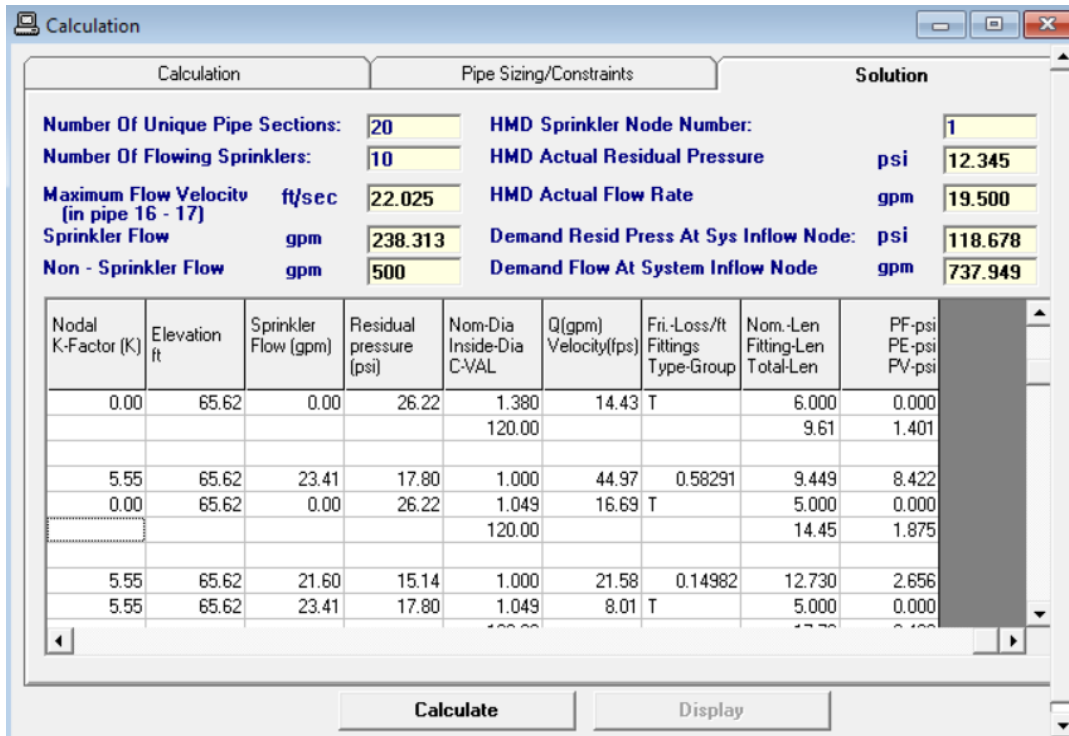 Calculation
Calculation Pipe Sizing/Constraints Solution
Number Of Unique Pipe Sections: 20 HMD Sprinkler Node Number: 1
Number Of Flowing Sprinklers: 10 HMD Actual Residual Pressure psi 12.345
Maximum Flow Velocity ft/sec 22.025 HMD Actual Flow Rate gpm 19.500
(in pipe 16 - 17)
Sprinkler Flow gpm 238.313 Demand Resid Press At Sys Inflow Node: psi 118.678
Non - Sprinkler Flow gpm 500 Demand Flow At System Inflow Node gpm 737.949
Nodal Elevation Sprinkler Residual Nom-Dia Q(gpm) Fri.-Loss/ft Nom.-Len PF-psi
K-Factor (K) ft Flow (gpm) pressure Inside-Dia Velocity(fps) Fittings Fitting-Len PE-psi
(psi) C-VAL Type-Group Total-Len PV-psi
0.00 65.62 0.00 26.22 1.380 14.43 T 6.000 0.000
120.00 9.61 1.401
5.55 65.62 23.41 17.80 1.000 44.97 0.58291 9.449 8.422
0.00 65.62 0.00 26.22 1.049 16.69 T 5.000 0.000
120.00 14.45 1.875
5.55 65.62 21.60 15.14 1.000 21.58 0.14982 12.730 2.656
5.55 65.62 23.41 17.80 1.049 8.01 T 5.000 0.000
Calculate Display